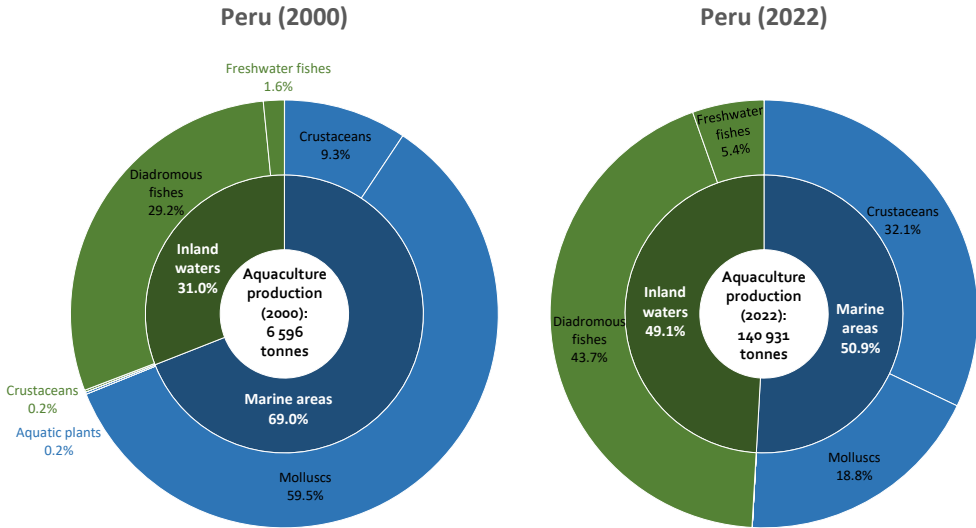 Peru (2000)
Freshwater fishes
1.6%
Crustaceans
9.3%
Diadromous
fishes
29.2%
Inland
waters
31.0%
Aquaculture
production
(2000):
6 596
tonnes
Marine areas
69.0%
Crustaceans
0.2%
Aquatic plants
0.2%
Molluscs
59.5%
Peru (2022)
Freshwater
fishes
5.4%
Crustaceans
32.1%
Inland
waters
49.1%
Aquaculture
production
(2022):
140 931
tonnes
Marine
areas
50.9%
Diadromous
fishes
43.7%
Molluscs
18.8%